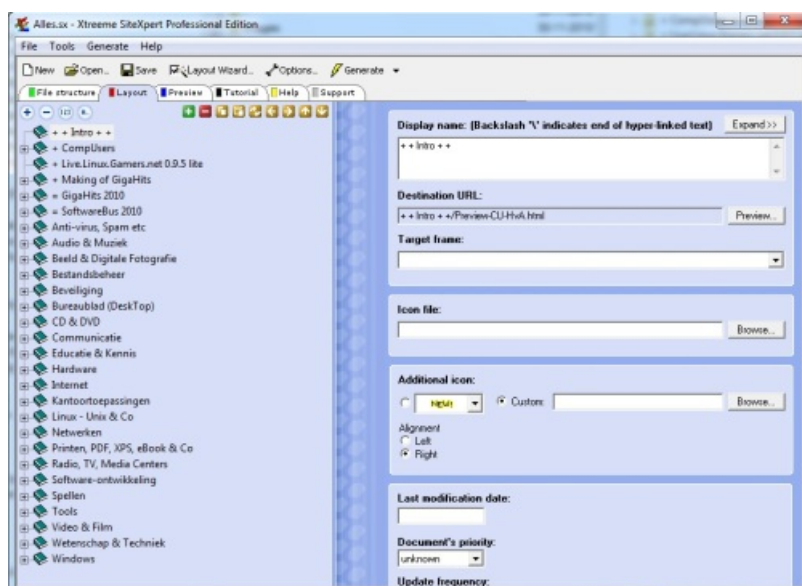 Alles.sx - Xtreeme SiteXpert Professional Edition
File Tools Generate Help
New Open... Save Layout Wizard... Options... Generate
File structure Layout Preview Tutorial Help Support
+ + Intro + +
+ CompUsers
+ Live.Linux.Gamers.net 0.9.5 lite
+ Making of GigaHits
= GigaHits 2010
= SoftwareBus 2010
Anti-virus, Spam etc
Audio & Muziek
Beeld & Digitale Fotografie
Bestandsbeheer
Beveiliging
Bureaublad (DeskTop)
CD & DVD
Communicatie
Educatie & Kennis
Hardware
Internet
Kantoortoepassingen
Linux - Unix & Co
Netwerken
Printen, PDF, XPS, eBook & Co
Radio, TV, Media Centers
Software-ontwikkeling
Spellen
Tools
Video & Film
Wetenschap & Techniek
Windows
Display name: (Backslash '\' indicates end of hyper-linked text) Expand >>
+ + Intro + +
Destination URL:
+ + Intro + +/Preview-CU-HvA.html Preview...
Target frame:
Icon file:
Browse...
Additional icon:
NEW! Custom: Browse...
Alignment
Left
Right
Last modification date:
Document's priority:
unknown
Update frequency: